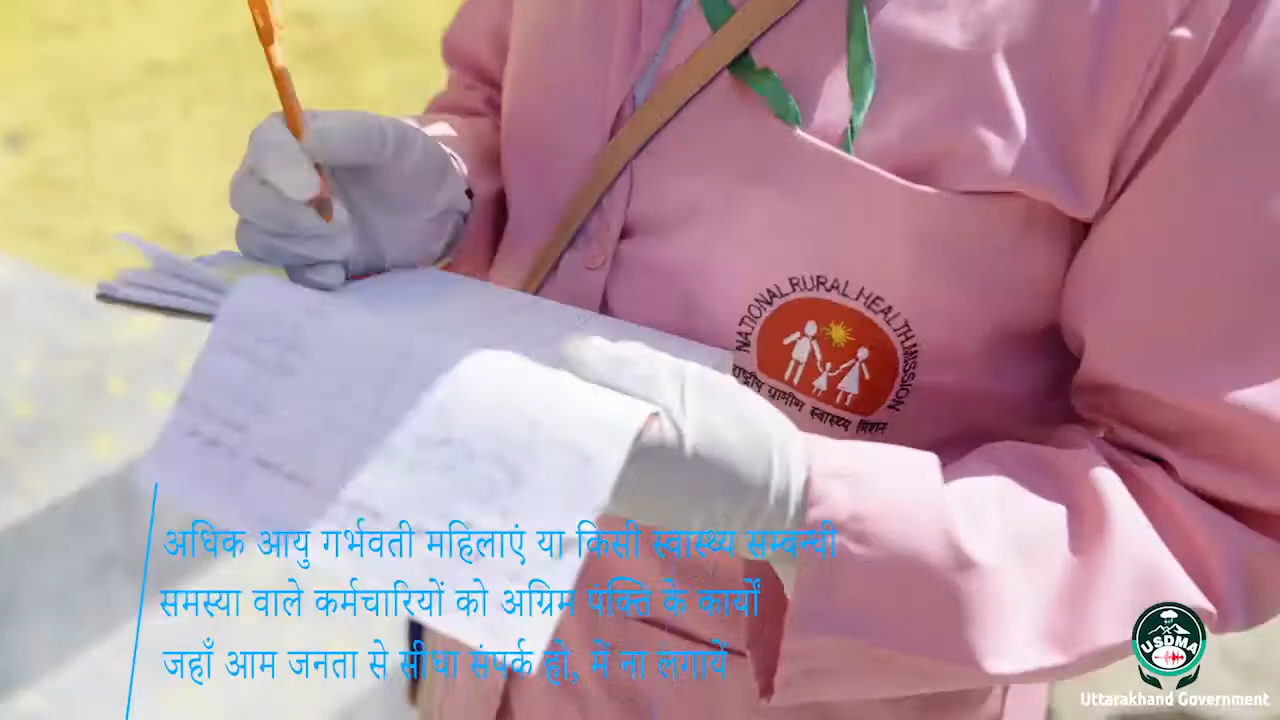 NATIONAL RURAL HEALTH MISSION
राष्ट्रीय ग्रामीण स्वास्थ्य मिशन
अधिक आयु गर्भवती महिलाएं या किसी स्वास्थ्य सम्बन्धी
समस्या वाले कर्मचारियों को अग्रिम पंक्ति के कार्यों
जहाँ आम जनता से सीधा संपर्क हो, में ना लगायें
USDMA
Uttarakhand Government